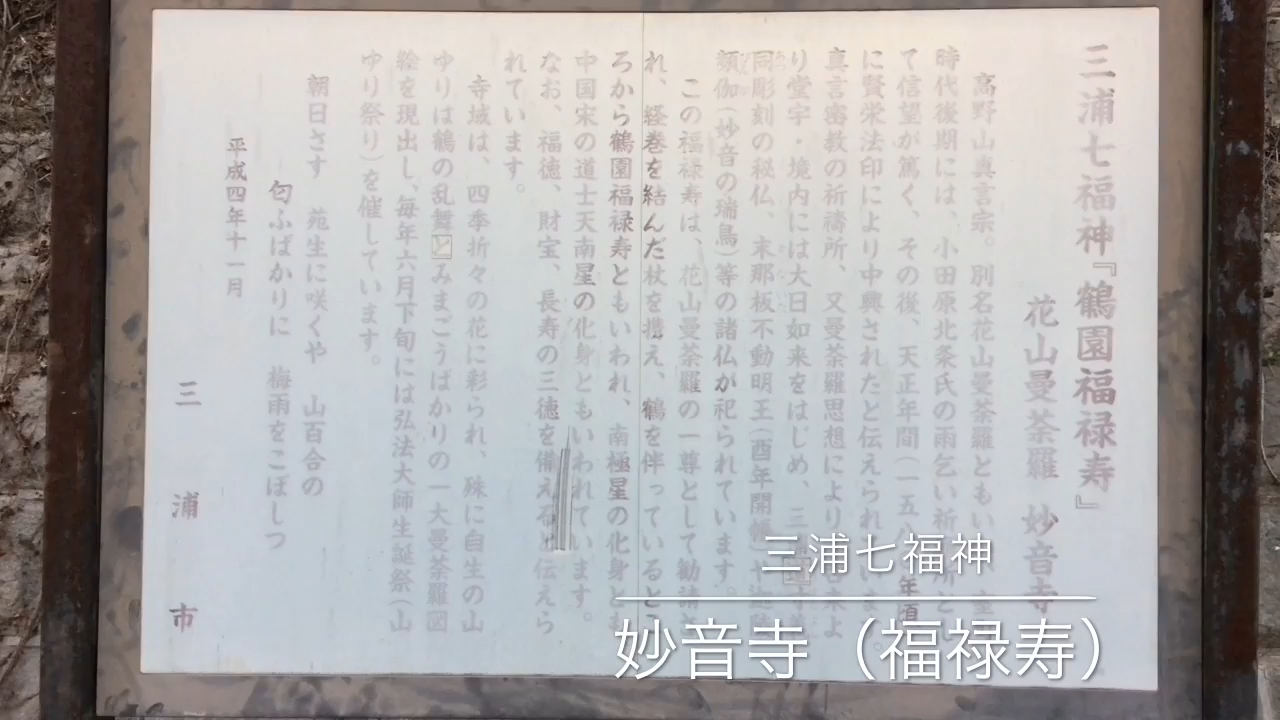 三浦七福神『鶴園福禄寿』
花山曼荼羅 妙音寺
高野山真言宗。別名花山曼荼羅ともい
時代後期には、小田原北条氏の雨乞い祈
て信望が篤く、その後、天正年間（一五 年頃
に賢栄法印により中興されたと伝えられ
真言密教の祈祷所、又曼荼羅思想により 来よ
り堂宇・境内には大日如来をはじめ、三
同彫刻の秘仏、末那板不動明王（酉年開帳）や迦陵
頻伽（妙音の瑞鳥）等の諸仏が祀られています。
この福禄寿は、花山曼荼羅の一尊として勧請
れ、経巻を結んだ杖を携え、鶴を伴っていると
ろから鶴園福禄寿ともいわれ、南極星の化身とも
中国宋の道士天南星の化身ともいわれています。
なお、福徳、財宝、長寿の三徳を備え 伝えら
れています。
寺域は、四季折々の花に彩られ、殊に自生の山
ゆりは鶴の乱舞とみまごうばかりの一大曼荼羅図
絵を現出し、毎年六月下旬には弘法大師生誕祭（山
ゆり祭り）を催しています。
朝日さす 苑生に咲くや 山百合の
匂ふばかりに 梅雨をこぼしつ
平成四年十一月
三浦市
三浦七福神
妙音寺（福禄寿）